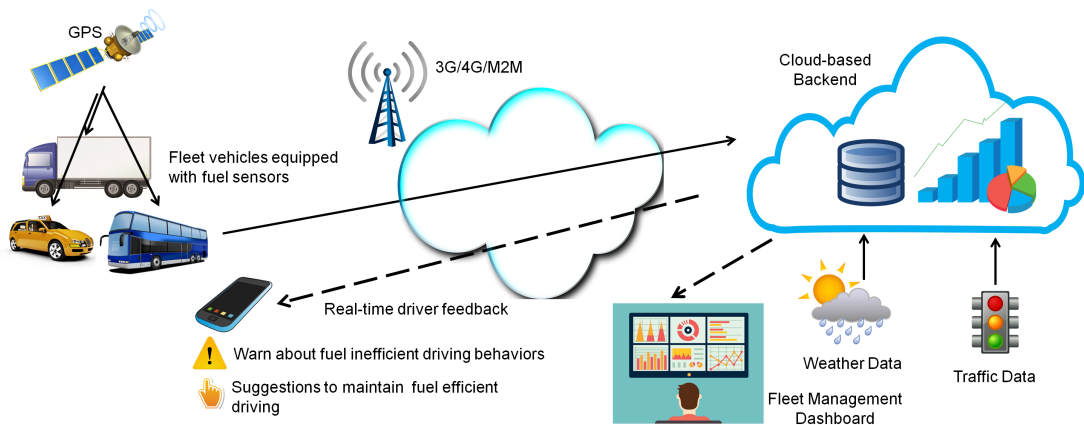 GPS
3G/4G/M2M
Cloud-based
Backend
Fleet vehicles equipped
with fuel sensors
Real-time driver feedback
Warn about fuel inefficient driving behaviors
Suggestions to maintain fuel efficient
driving
Weather Data
Traffic Data
Fleet Management
Dashboard